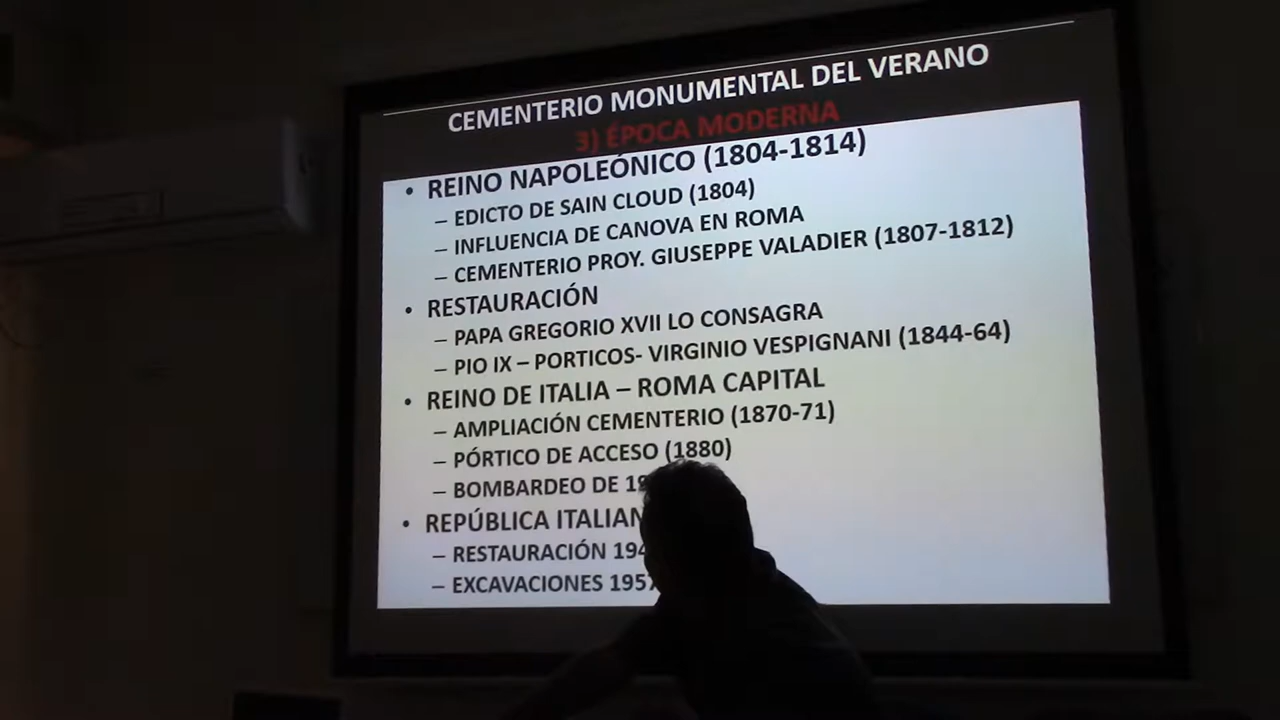 CEMENTERIO MONUMENTAL DEL VERANO
3) ÉPOCA MODERNA
• REINO NAPOLEÓNICO (1804-1814)
– EDICTO DE SAIN CLOUD (1804)
– INFLUENCIA DE CANOVA EN ROMA
– CEMENTERIO PROY. GIUSEPPE VALADIER (1807-1812)
• RESTAURACIÓN
– PAPA GREGORIO XVII LO CONSAGRA
– PIO IX – PORTICOS- VIRGINIO VESPIGNANI (1844-64)
• REINO DE ITALIA – ROMA CAPITAL
– AMPLIACIÓN CEMENTERIO (1870-71)
– PÓRTICO DE ACCESO (1880)
– BOMBARDEO DE
• REPÚBLICA
– RESTAURACIÓN
– EXCAVACIONES 1957